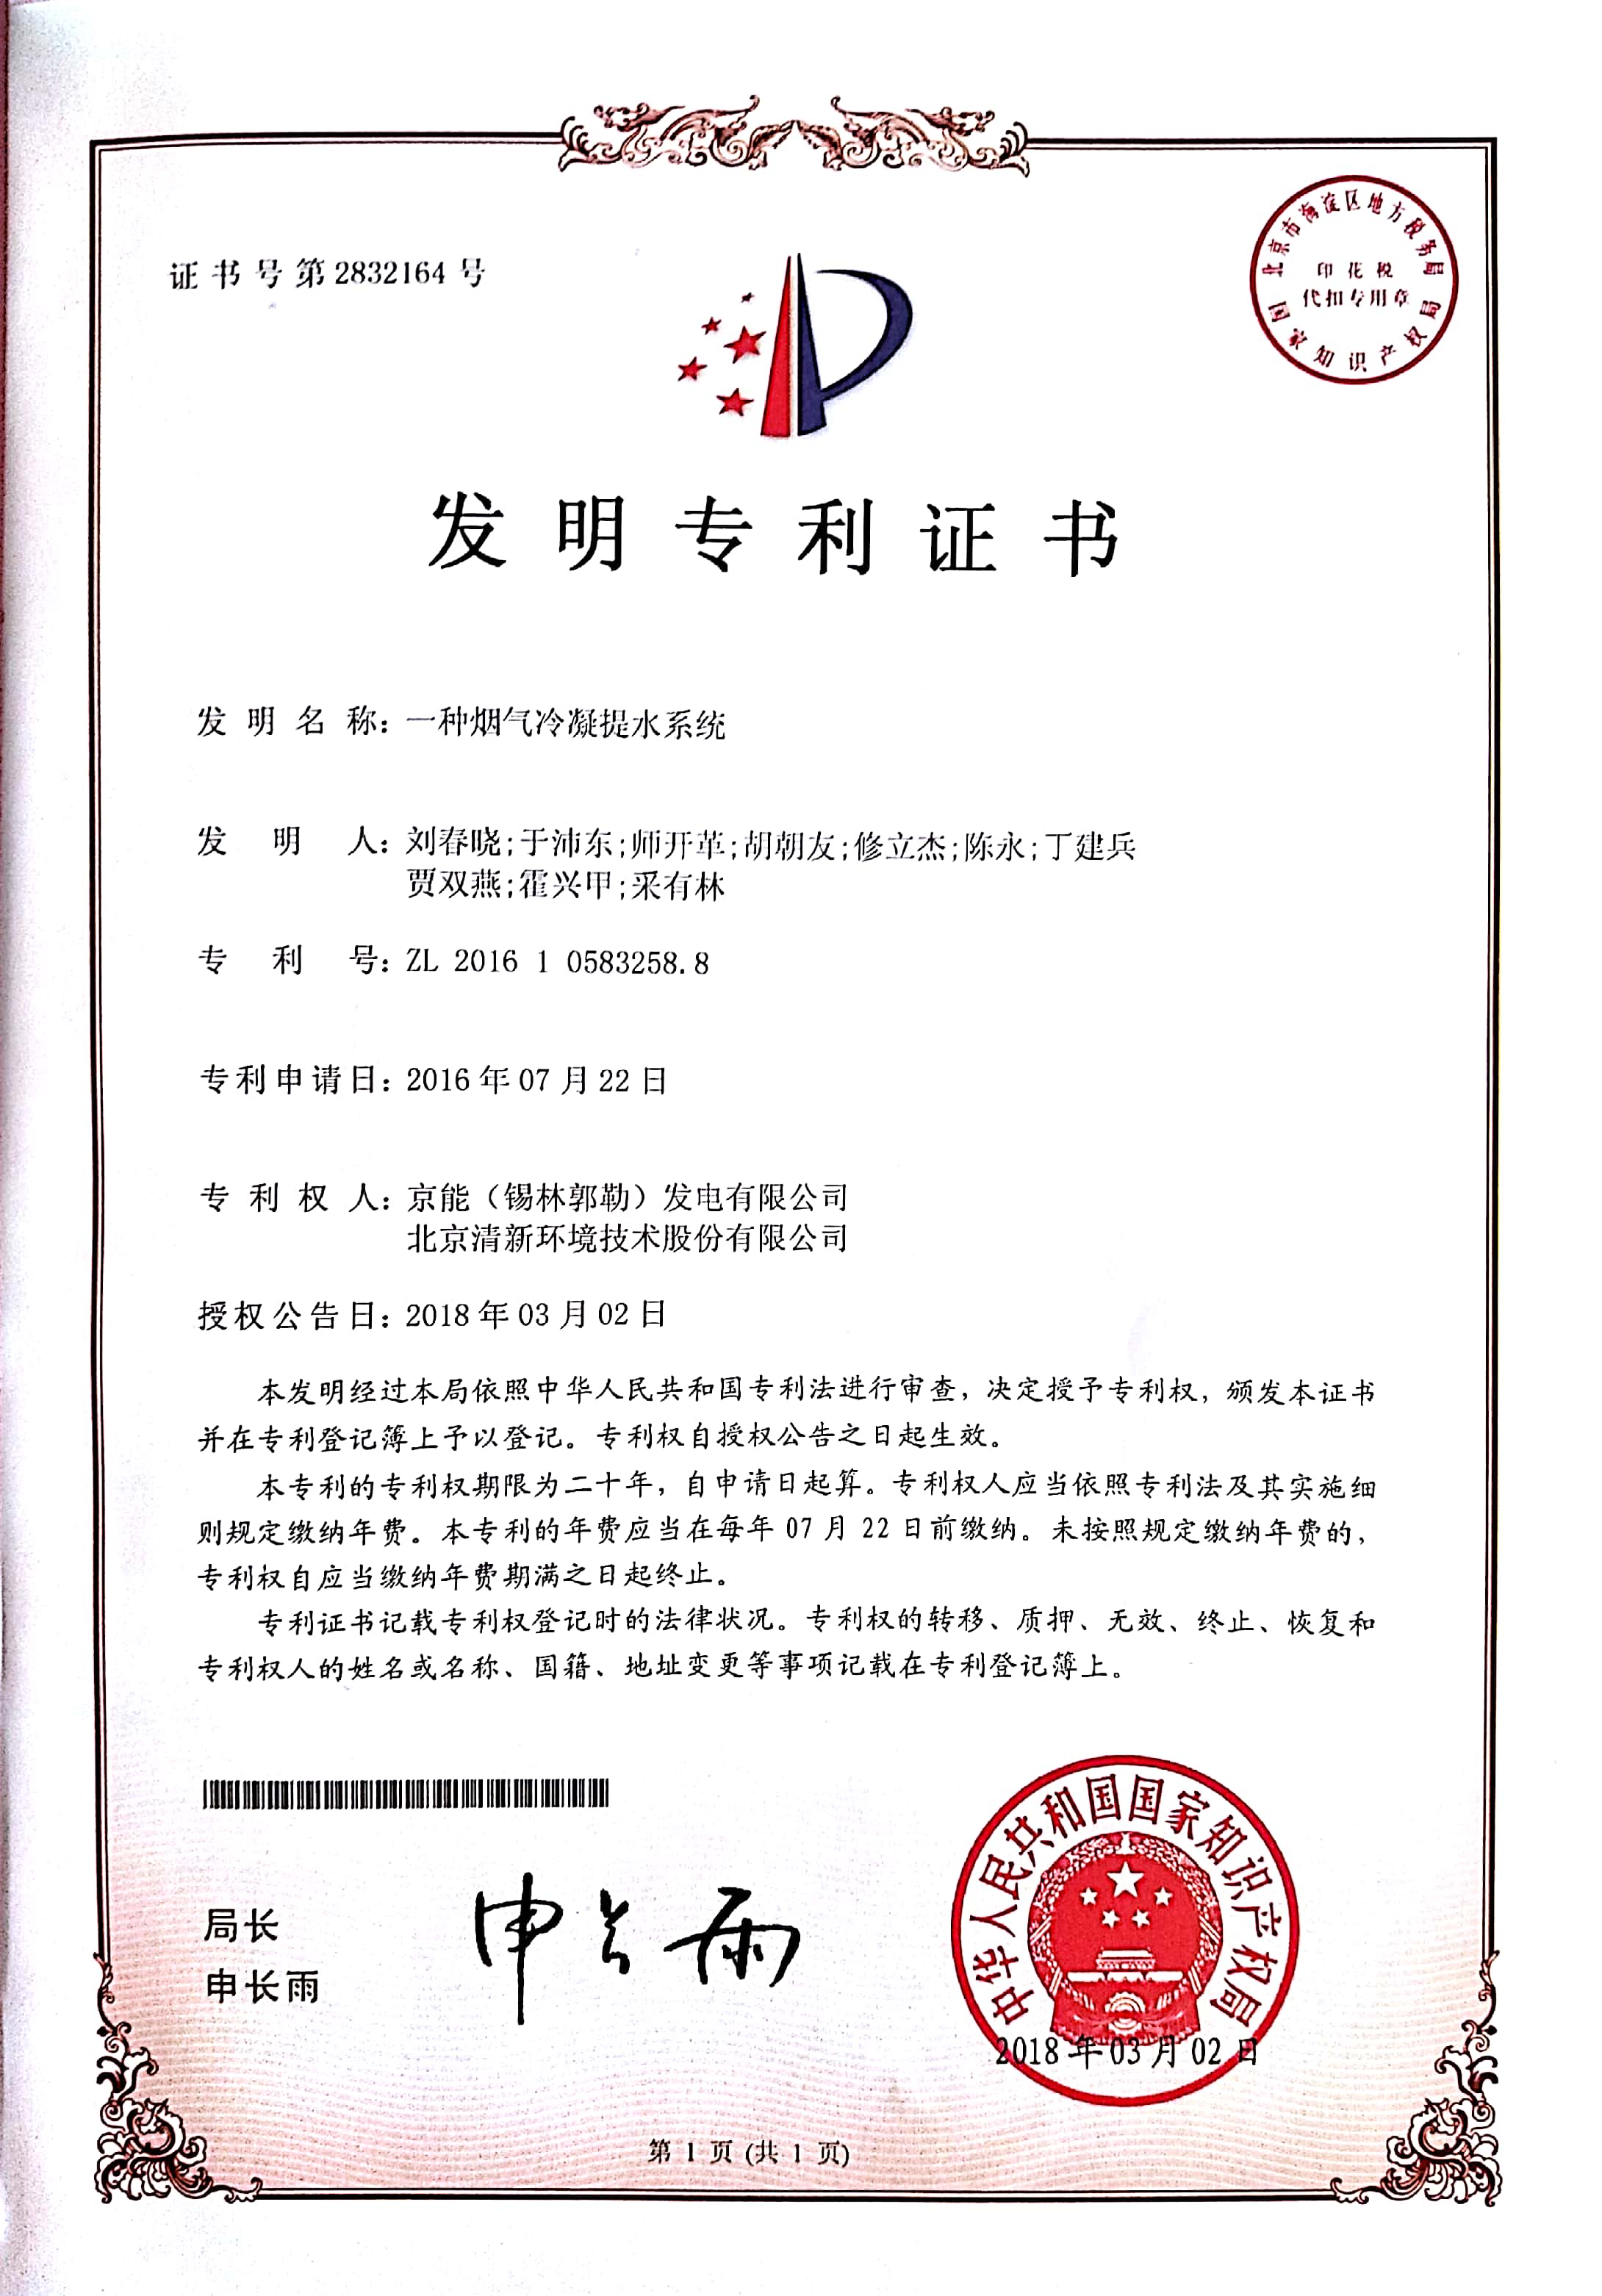 证书号第2832164号
北京市海淀区地方税务局
印花税
代扣专用章
国家知识产权局
发明专利证书
发明名称：一种烟气冷凝提水系统
发明人：刘春晓;于沛东;师开革;胡朝友;修立杰;陈永;丁建兵
贾双燕;霍兴甲;采有林
专利号：ZL 2016 1 0583258.8
专利申请日：2016年07月22日
专利权人：京能（锡林郭勒）发电有限公司
北京清新环境技术股份有限公司
授权公告日：2018年03月02日
本发明经过本局依照中华人民共和国专利法进行审查，决定授予专利权，颁发本证书
并在专利登记簿上予以登记。专利权自授权公告之日起生效。
本专利的专利权期限为二十年，自申请日起算。专利权人应当依照专利法及其实施细
则规定缴纳年费。本专利的年费应当在每年07月22日前缴纳。未按照规定缴纳年费的，
专利权自应当缴纳年费期满之日起终止。
专利证书记载专利权登记时的法律状况。专利权的转移、质押、无效、终止、恢复和
专利权人的姓名或名称、国籍、地址变更等事项记载在专利登记簿上。
局长
申长雨
申长雨
中华人民共和国国家知识产权局
2018年03月02日
第1页(共1页)